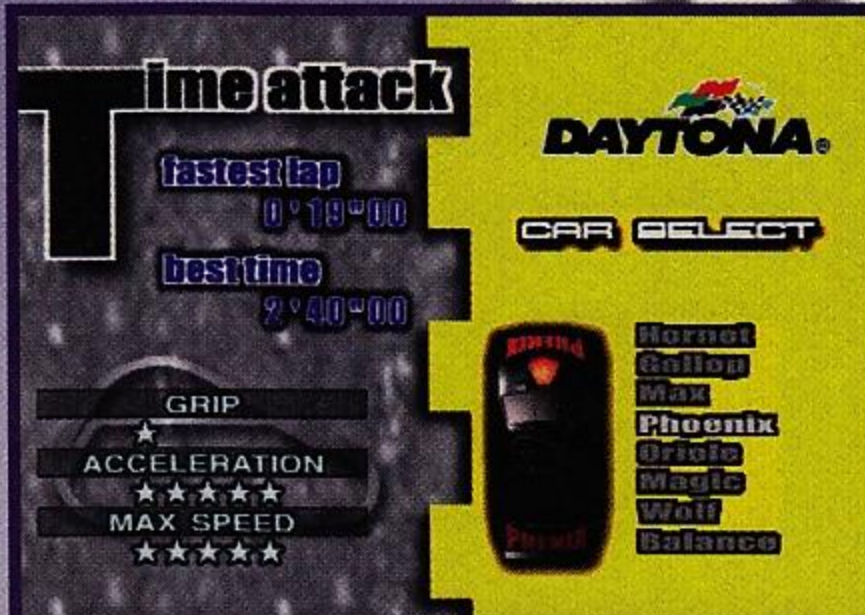 Time attack
fastest lap
0'19"00
best time
2'40"00
GRIP
ACCELERATION
MAX SPEED
DAYTONA®
CAR SELECT
Hornet
Gallop
Max
Phoenix
Oriole
Magic
Wolf
Balance